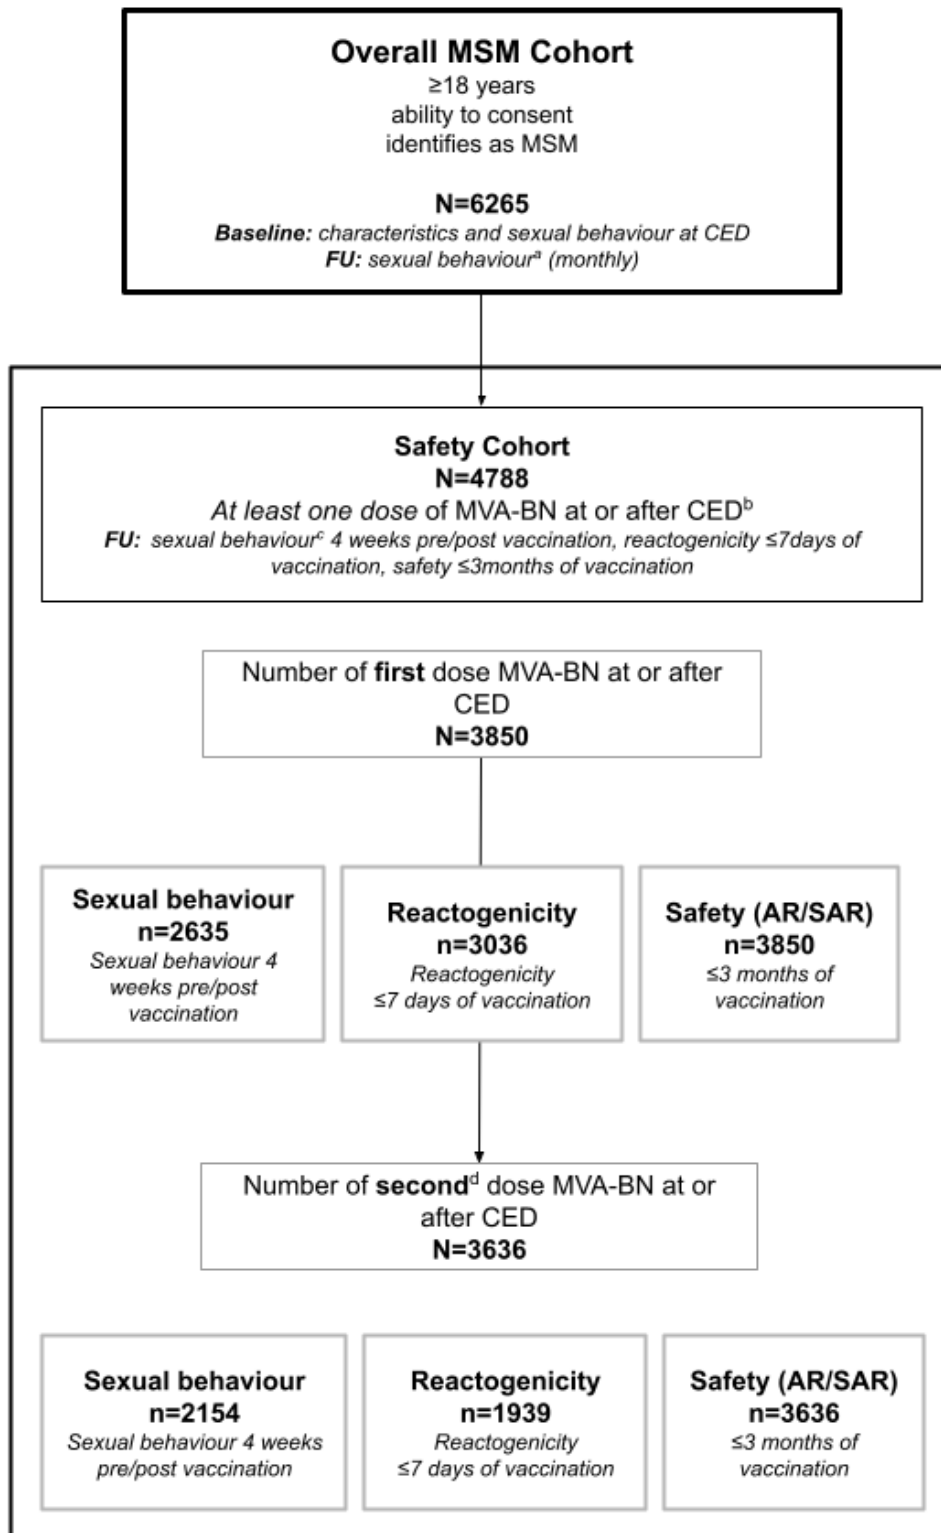 Overall MSM Cohort
≥18 years
ability to consent
identifies as MSM
N=6265
Baseline: characteristics and sexual behaviour at CED
FU: sexual behaviourᵃ (monthly)
Safety Cohort
N=4788
At least one dose of MVA-BN at or after CEDᵇ
FU: sexual behaviourᶜ 4 weeks pre/post vaccination, reactogenicity ≤7days of
vaccination, safety ≤3months of vaccination
Number of first dose MVA-BN at or after
CED
N=3850
Sexual behaviour
n=2635
Sexual behaviour 4
weeks pre/post
vaccination
Reactogenicity
n=3036
Reactogenicity
≤7 days of vaccination
Safety (AR/SAR)
n=3850
≤3 months of
vaccination
Number of secondᵈ dose MVA-BN at or
after CED
N=3636
Sexual behaviour
n=2154
Sexual behaviour 4 weeks
pre/post vaccination
Reactogenicity
n=1939
Reactogenicity
≤7 days of vaccination
Safety (AR/SAR)
n=3636
≤3 months of
vaccination